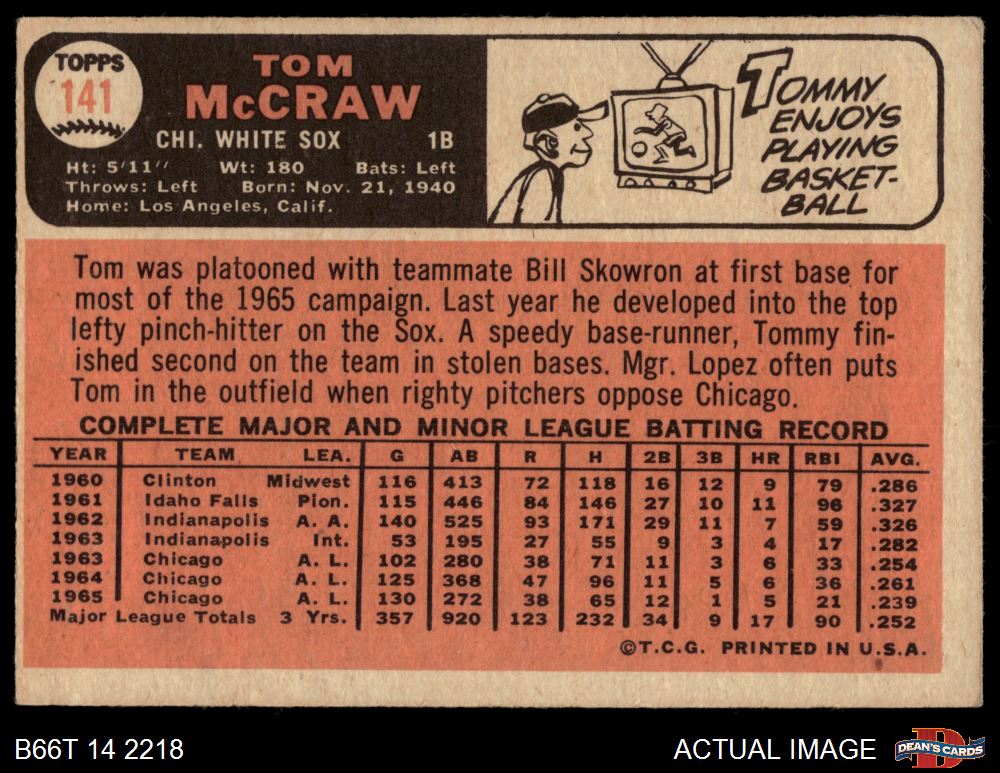 TOPPS
141
TOM
McCRAW
CHI. WHITE SOX 1B
Ht: 5'11'' Wt: 180 Bats: Left
Throws: Left Born: Nov. 21, 1940
Home: Los Angeles, Calif.
TOMMY
ENJOYS
PLAYING
BASKET-
BALL
Tom was platooned with teammate Bill Skowron at first base for
most of the 1965 campaign. Last year he developed into the top
lefty pinch-hitter on the Sox. A speedy base-runner, Tommy fin-
ished second on the team in stolen bases. Mgr. Lopez often puts
Tom in the outfield when righty pitchers oppose Chicago.
COMPLETE MAJOR AND MINOR LEAGUE BATTING RECORD
YEAR TEAM LEA. G AB R H 2B 3B HR RBI AVG.
1960 Clinton Midwest 116 413 72 118 16 12 9 79 .286
1961 Idaho Falls Pion. 115 446 84 146 27 10 11 96 .327
1962 Indianapolis A. A. 140 525 93 171 29 11 7 59 .326
1963 Indianapolis Int. 53 195 27 55 9 3 4 17 .282
1963 Chicago A. L. 102 280 38 71 11 3 6 33 .254
1964 Chicago A. L. 125 368 47 96 11 5 6 36 .261
1965 Chicago A. L. 130 272 38 65 12 1 5 21 .239
Major League Totals 3 Yrs. 357 920 123 232 34 9 17 90 .252
©T.C.G. PRINTED IN U.S.A.
B66T 14 2218
ACTUAL IMAGE
D
DEAN'S CARDS